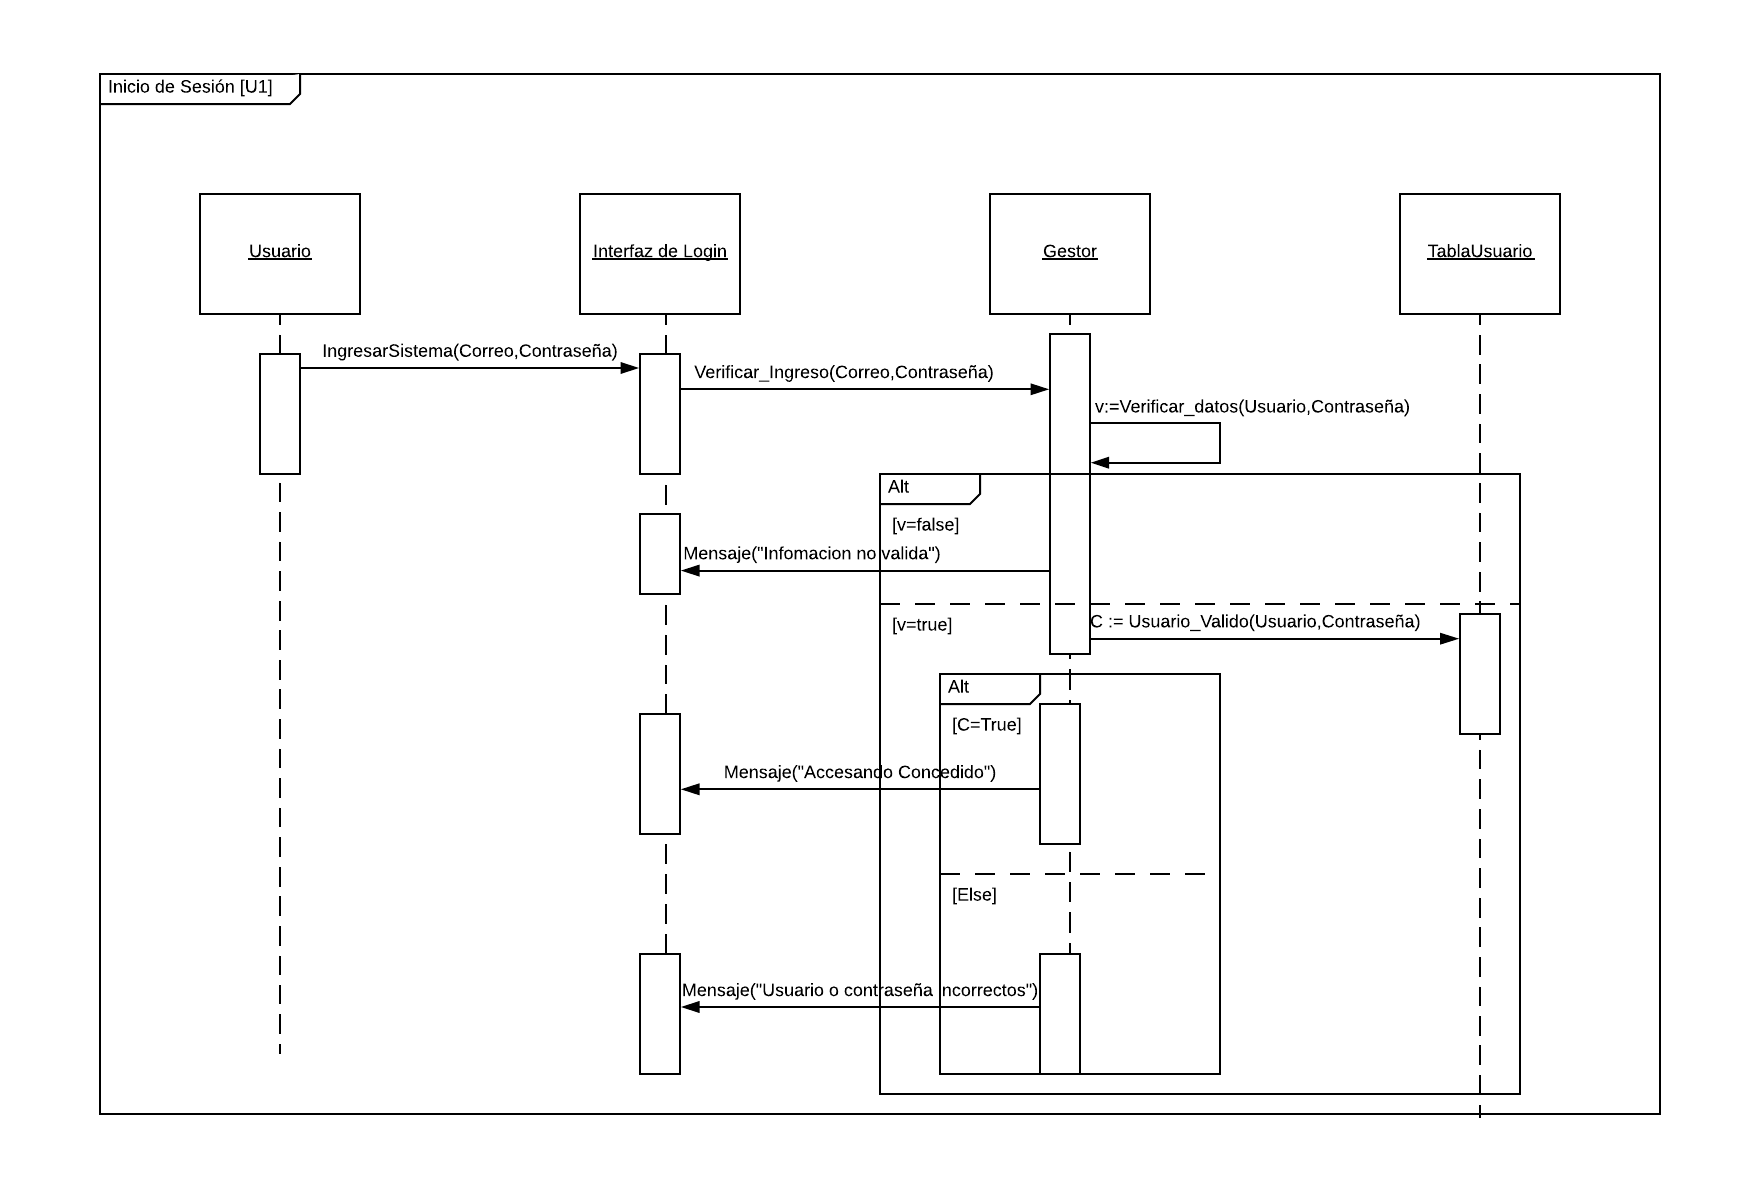 Inicio de Sesión [U1]
Usuario
Interfaz de Login
Gestor
TablaUsuario
IngresarSistema(Correo,Contraseña)
Verificar_Ingreso(Correo,Contraseña)
v:=Verificar_datos(Usuario,Contraseña)
Alt
[v=false]
Mensaje("Infomacion no valida")
[v=true]
C := Usuario_Valido(Usuario,Contraseña)
Alt
[C=True]
Mensaje("Accesando Concedido")
[Else]
Mensaje("Usuario o contraseña incorrectos")